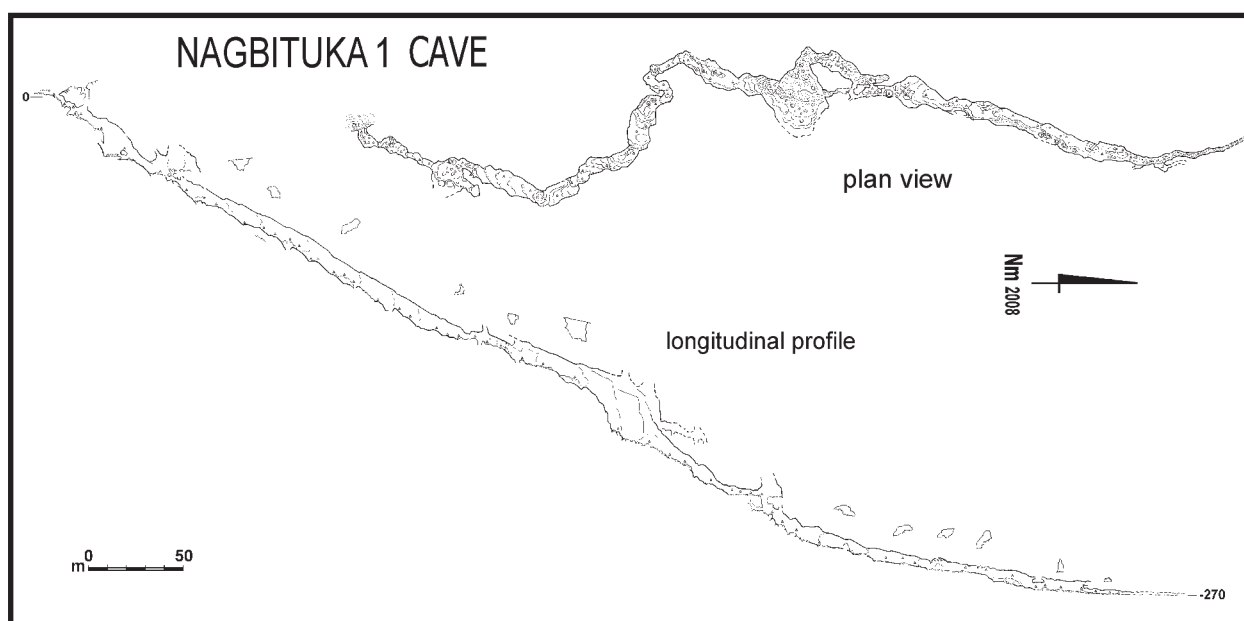 NAGBITUKA 1 CAVE
0
plan view
Nm 2008
longitudinal profile
0 50
m
-270